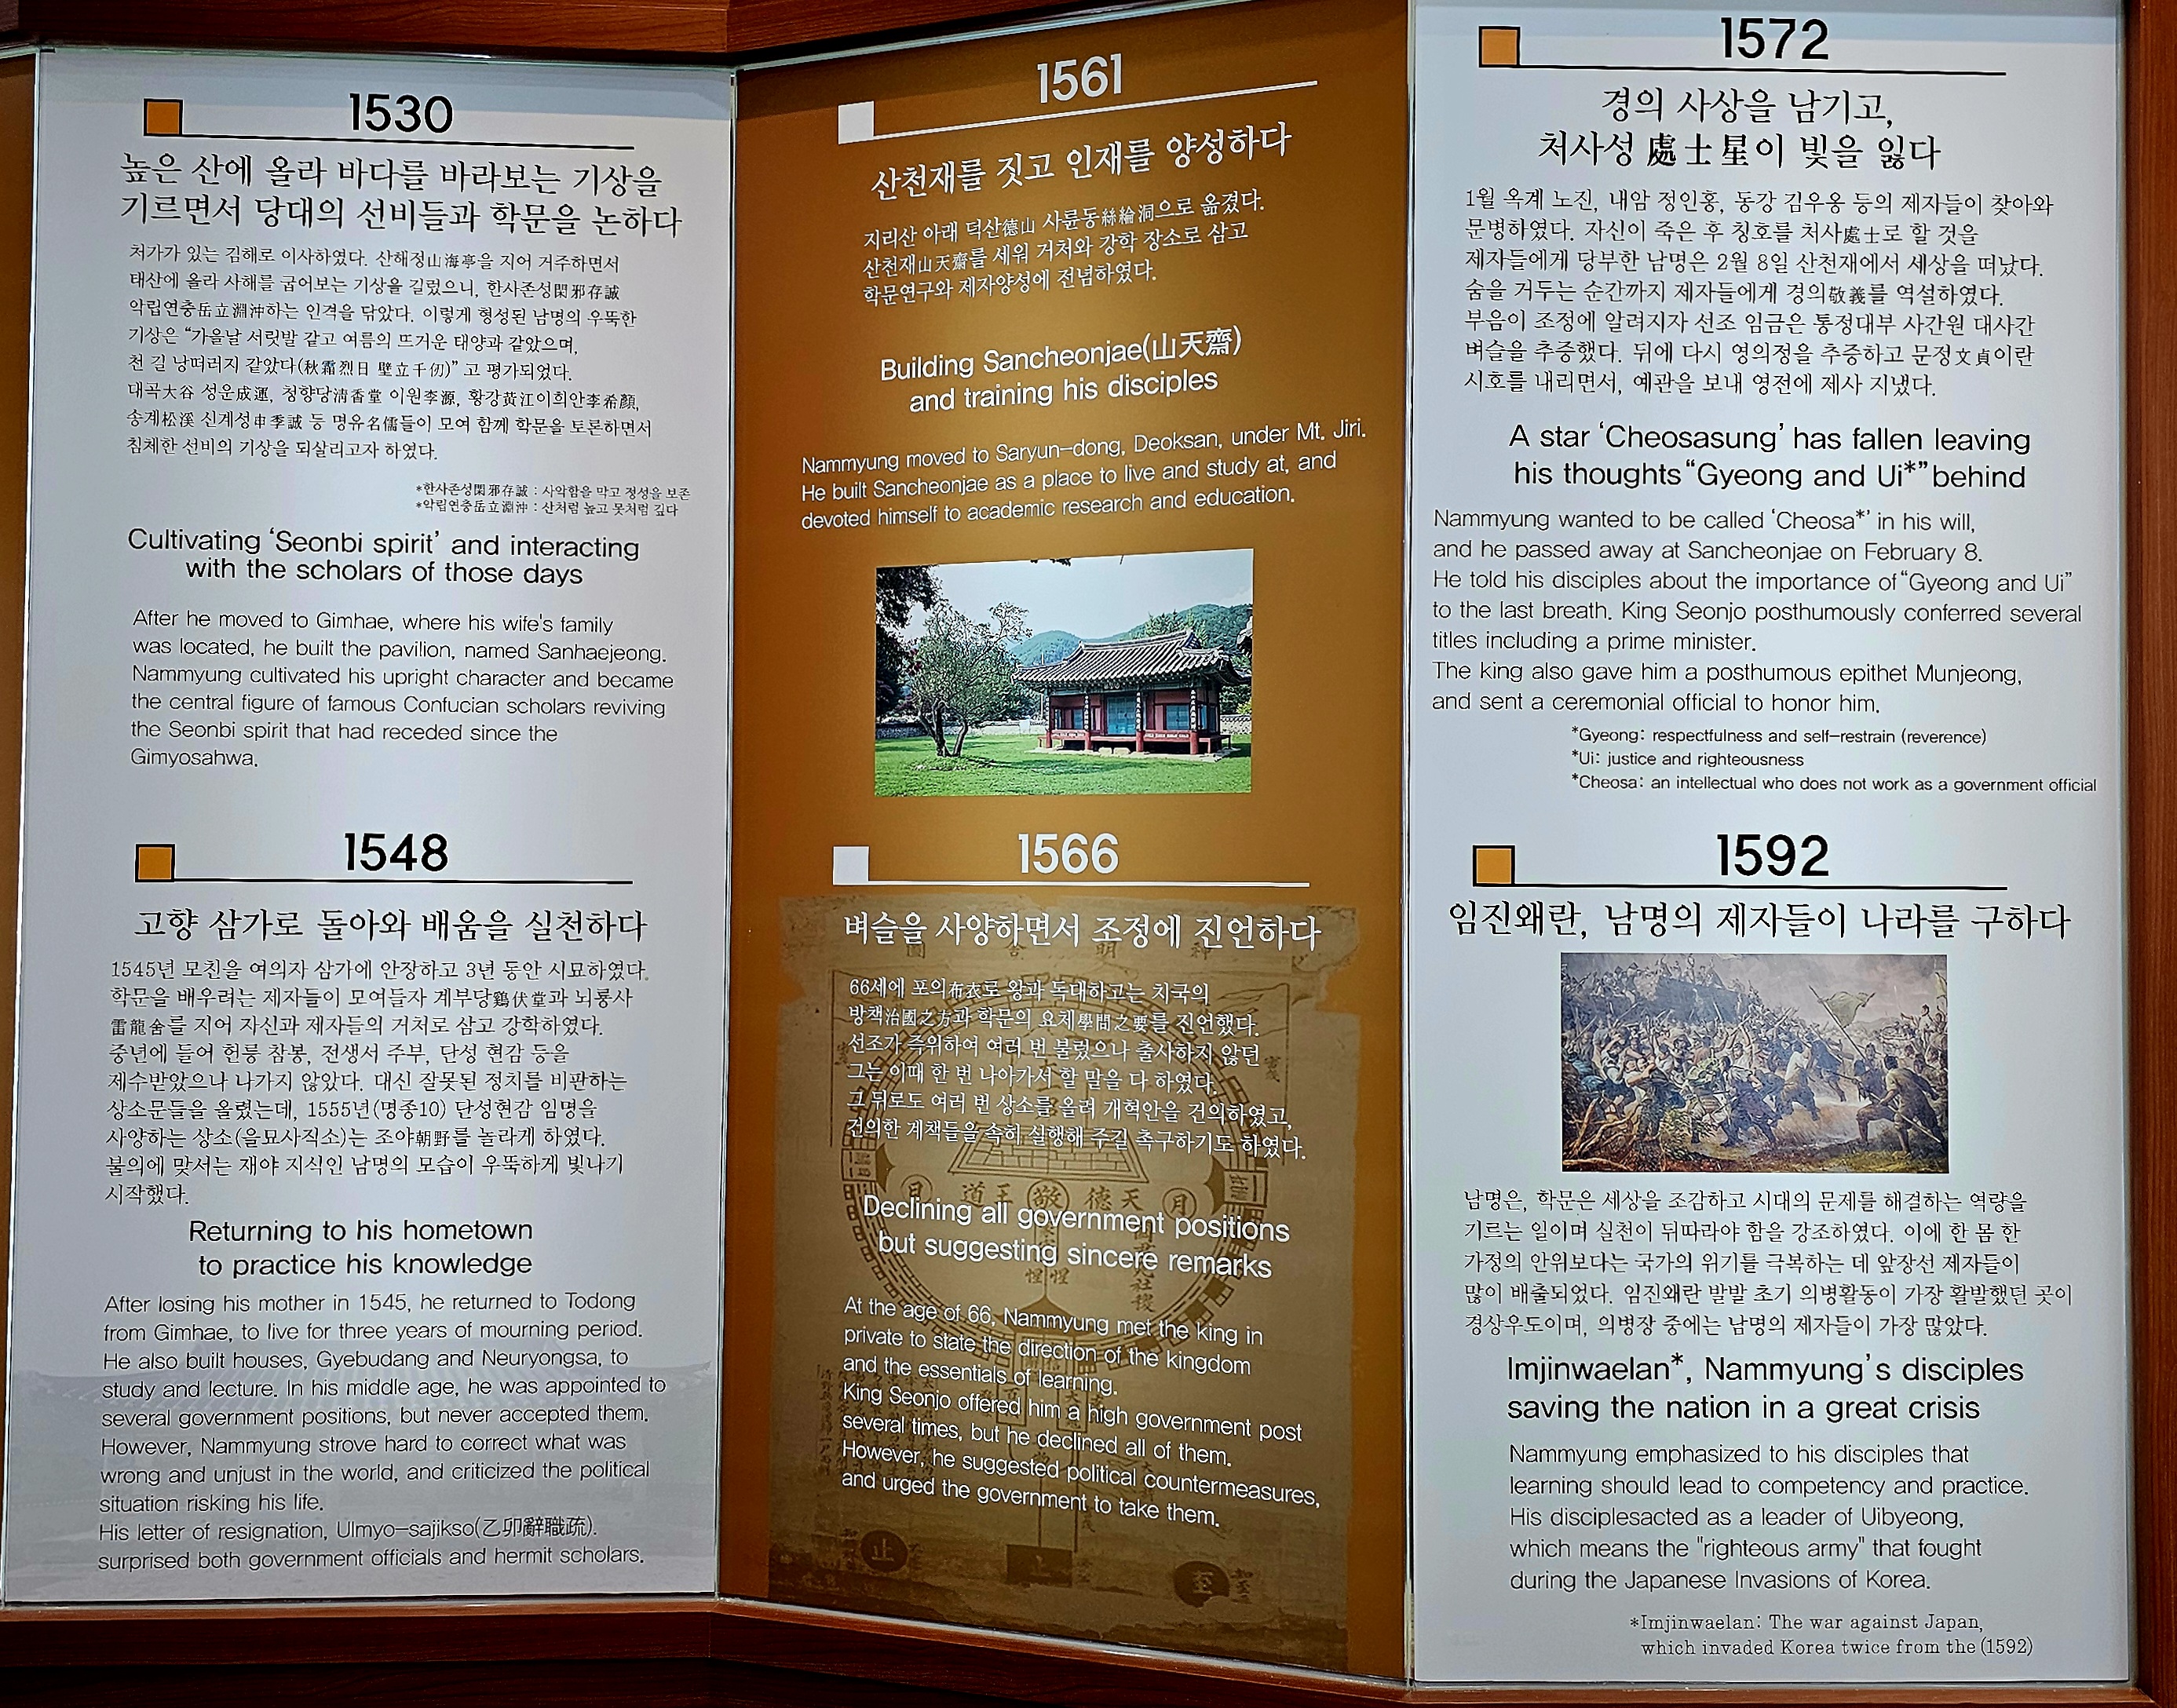 1530
높은 산에 올라 바다를 바라보는 기상을
기르면서 당대의 선비들과 학문을 논하다
처가가 있는 김해로 이사하였다. 산해정山海亭을 지어 거주하면서
태산에 올라 사해를 굽어보는 기상을 길렀으니, 한사존성閑邪存誠
악립연충岳立淵沖하는 인격을 닦았다. 이렇게 형성된 남명의 우뚝한
기상은 “가을날 서릿발 같고 여름의 뜨거운 태양과 같았으며,
천 길 낭떠러지 같았다(秋霜烈日 壁立千仞)” 고 평가되었다.
대곡大谷 성운成運, 청향당淸香堂 이원李源, 황강黃江이희안李希顔,
송계松溪 신계성申季誠 등 명유名儒들이 모여 함께 학문을 토론하면서
침체한 선비의 기상을 되살리고자 하였다.
*한사존성閑邪存誠 : 사악함을 막고 정성을 보존
*악립연충岳立淵沖 : 산처럼 높고 못처럼 깊다
Cultivating ‘Seonbi spirit’ and interacting
with the scholars of those days
After he moved to Gimhae, where his wife's family
was located, he built the pavilion, named Sanhaejeong.
Nammyung cultivated his upright character and became
the central figure of famous Confucian scholars reviving
the Seonbi spirit that had receded since the
Gimyosahwa.
1548
고향 삼가로 돌아와 배움을 실천하다
1545년 모친을 여의자 삼가에 안장하고 3년 동안 시묘하였다.
학문을 배우려는 제자들이 모여들자 계부당鷄伏堂과 뇌룡사
雷龍舍를 지어 자신과 제자들의 거처로 삼고 강학하였다.
중년에 들어 헌릉 참봉, 전생서 주부, 단성 현감 등을
제수받았으나 나가지 않았다. 대신 잘못된 정치를 비판하는
상소문들을 올렸는데, 1555년(명종10) 단성현감 임명을
사양하는 상소(을묘사직소)는 조야朝野를 놀라게 하였다.
불의에 맞서는 재야 지식인 남명의 모습이 우뚝하게 빛나기
시작했다.
Returning to his hometown
to practice his knowledge
After losing his mother in 1545, he returned to Todong
from Gimhae, to live for three years of mourning period.
He also built houses, Gyebudang and Neuryongsa, to
study and lecture. In his middle age, he was appointed to
several government positions, but never accepted them.
However, Nammyung strove hard to correct what was
wrong and unjust in the world, and criticized the political
situation risking his life.
His letter of resignation, Ulmyo-sajikso(乙卯辭職疏).
surprised both government officials and hermit scholars.
1561
산천재를 짓고 인재를 양성하다
지리산 아래 덕산德山 사륜동絲綸洞으로 옮겼다.
산천재山天齋를 세워 거처와 강학 장소로 삼고
학문연구와 제자양성에 전념하였다.
Building Sancheonjae(山天齋)
and training his disciples
Nammyung moved to Saryun-dong, Deoksan, under Mt. Jiri.
He built Sancheonjae as a place to live and study at, and
devoted himself to academic research and education.
1566
벼슬을 사양하면서 조정에 진언하다
66세에 포의布衣로 왕과 독대하고는 치국의
방책治國之方과 학문의 요체學問之要를 진언했다.
선조가 즉위하여 여러 번 불렀으나 출사하지 않던
그는 이때 한 번 나아가서 할 말을 다 하였다.
그 뒤로도 여러 번 상소를 올려 개혁안을 건의하였고,
건의한 계책들을 속히 실행해 주길 촉구하기도 하였다.
Declining all government positions
but suggesting sincere remarks
At the age of 66, Nammyung met the king in
private to state the direction of the kingdom
and the essentials of learning.
King Seonjo offered him a high government post
several times, but he declined all of them.
However, he suggested political countermeasures,
and urged the government to take them.
1572
경의 사상을 남기고,
처사성 處士星이 빛을 잃다
1월 옥계 노진, 내암 정인홍, 동강 김우옹 등의 제자들이 찾아와
문병하였다. 자신이 죽은 후 칭호를 처사處士로 할 것을
제자들에게 당부한 남명은 2월 8일 산천재에서 세상을 떠났다.
숨을 거두는 순간까지 제자들에게 경의敬義를 역설하였다.
부음이 조정에 알려지자 선조 임금은 통정대부 사간원 대사간
벼슬을 추증했다. 뒤에 다시 영의정을 추증하고 문정文貞이란
시호를 내리면서, 예관을 보내 영전에 제사 지냈다.
A star ‘Cheosasung’ has fallen leaving
his thoughts “Gyeong and Ui*” behind
Nammyung wanted to be called ‘Cheosa*’ in his will,
and he passed away at Sancheonjae on February 8.
He told his disciples about the importance of “Gyeong and Ui”
to the last breath. King Seonjo posthumously conferred several
titles including a prime minister.
The king also gave him a posthumous epithet Munjeong,
and sent a ceremonial official to honor him.
*Gyeong: respectfulness and self-restrain (reverence)
*Ui: justice and righteousness
*Cheosa: an intellectual who does not work as a government official
1592
임진왜란, 남명의 제자들이 나라를 구하다
남명은, 학문은 세상을 조감하고 시대의 문제를 해결하는 역량을
기르는 일이며 실천이 뒤따라야 함을 강조하였다. 이에 한 몸 한
가정의 안위보다는 국가의 위기를 극복하는 데 앞장선 제자들이
많이 배출되었다. 임진왜란 발발 초기 의병활동이 가장 활발했던 곳이
경상우도이며, 의병장 중에는 남명의 제자들이 가장 많았다.
Imjinwaelan*, Nammyung’s disciples
saving the nation in a great crisis
Nammyung emphasized to his disciples that
learning should lead to competency and practice.
His disciplesacted as a leader of Uibyeong,
which means the "righteous army" that fought
during the Japanese Invasions of Korea.
*Imjinwaelan: The war against Japan,
which invaded Korea twice from the (1592)